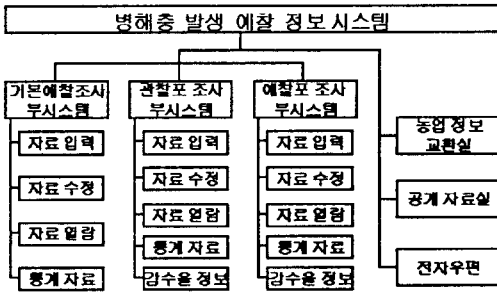 병해충 발생 예찰 정보 시스템
기본예찰조사
부시스템
자료 입력
자료 수정
자료 열람
통계 자료
관찰포 조사
부시스템
자료 입력
자료 수정
자료 열람
통계 자료
감수율 정보
예찰포 조사
부시스템
자료 입력
자료 수정
자료 열람
통계 자료
감수율 정보
농업 정보
교환실
공개 자료실
전자우편